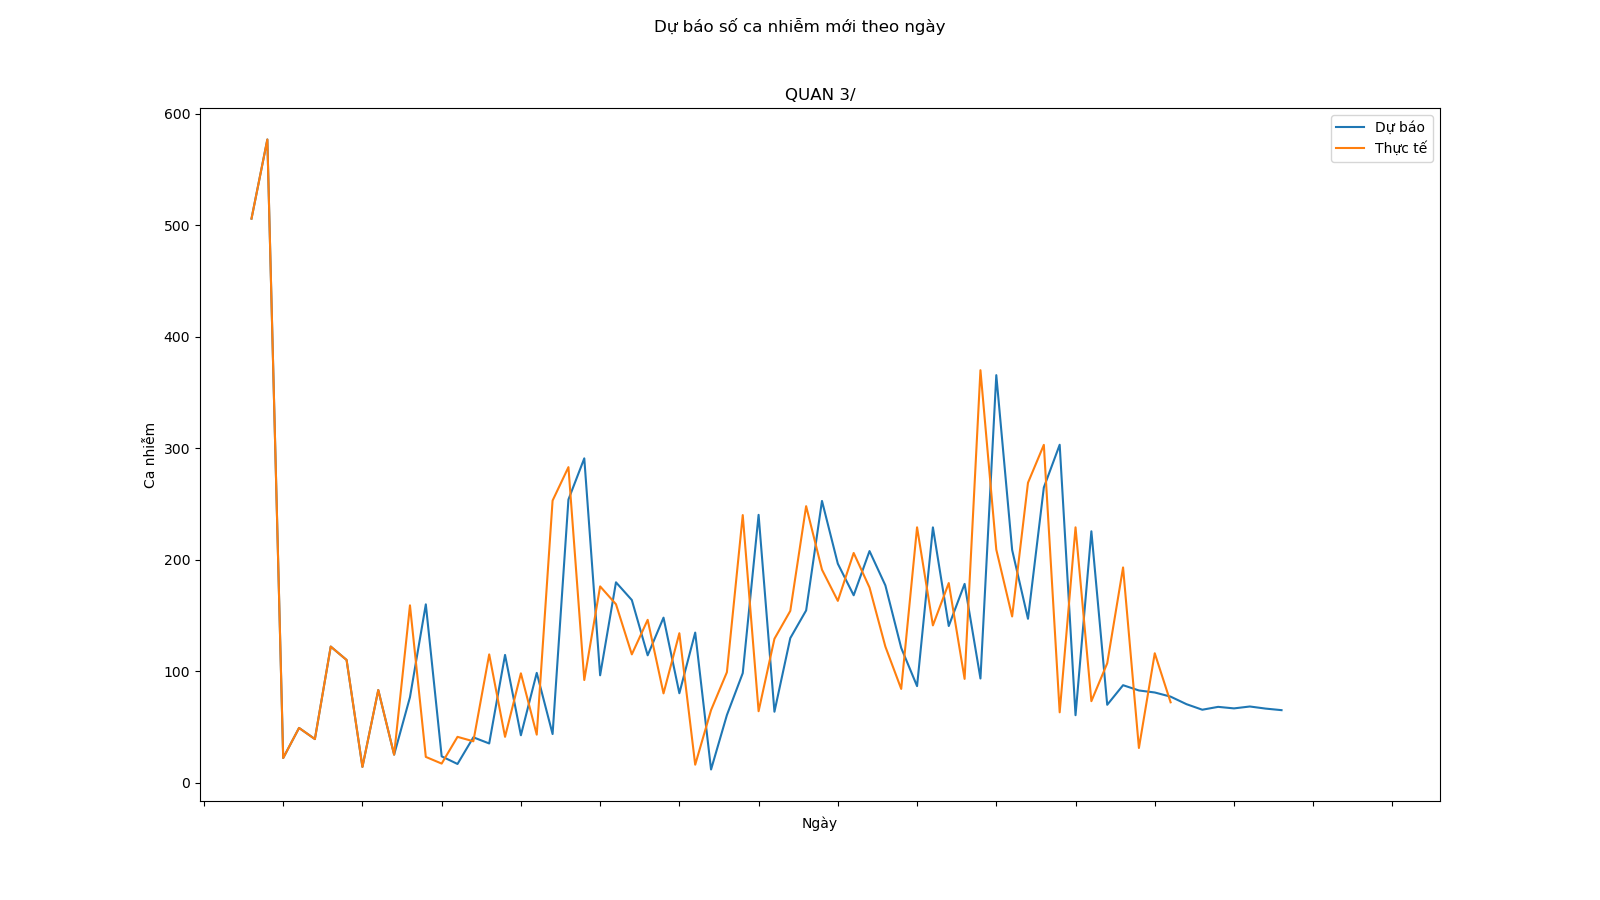 Dự báo số ca nhiễm mới theo ngày
QUAN 3/
600
500
400
300
200
100
0
Ca nhiễm
Ngày
Dự báo
Thực tế